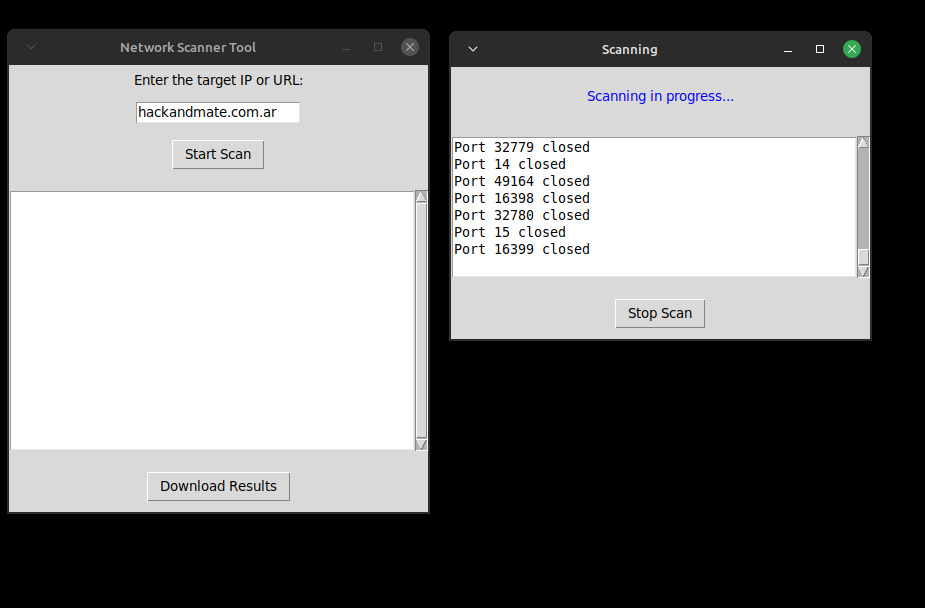 Network Scanner Tool
Enter the target IP or URL:
hackandmate.com.ar
Start Scan
Download Results
Scanning
Scanning in progress...
Port 32779 closed
Port 14 closed
Port 49164 closed
Port 16398 closed
Port 32780 closed
Port 15 closed
Port 16399 closed
Stop Scan